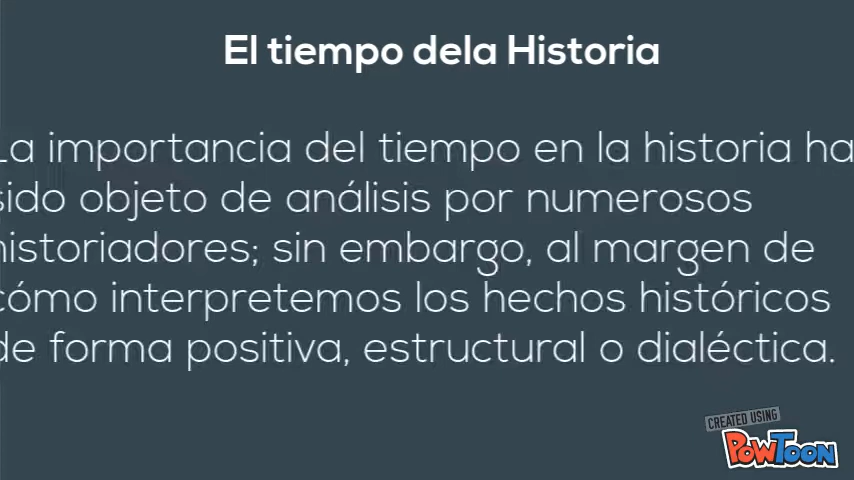 El tiempo dela Historia
La importancia del tiempo en la historia ha
sido objeto de análisis por numerosos
historiadores; sin embargo, al margen de
cómo interpretemos los hechos históricos
de forma positiva, estructural o dialéctica.
CREATED USING
POWTOON